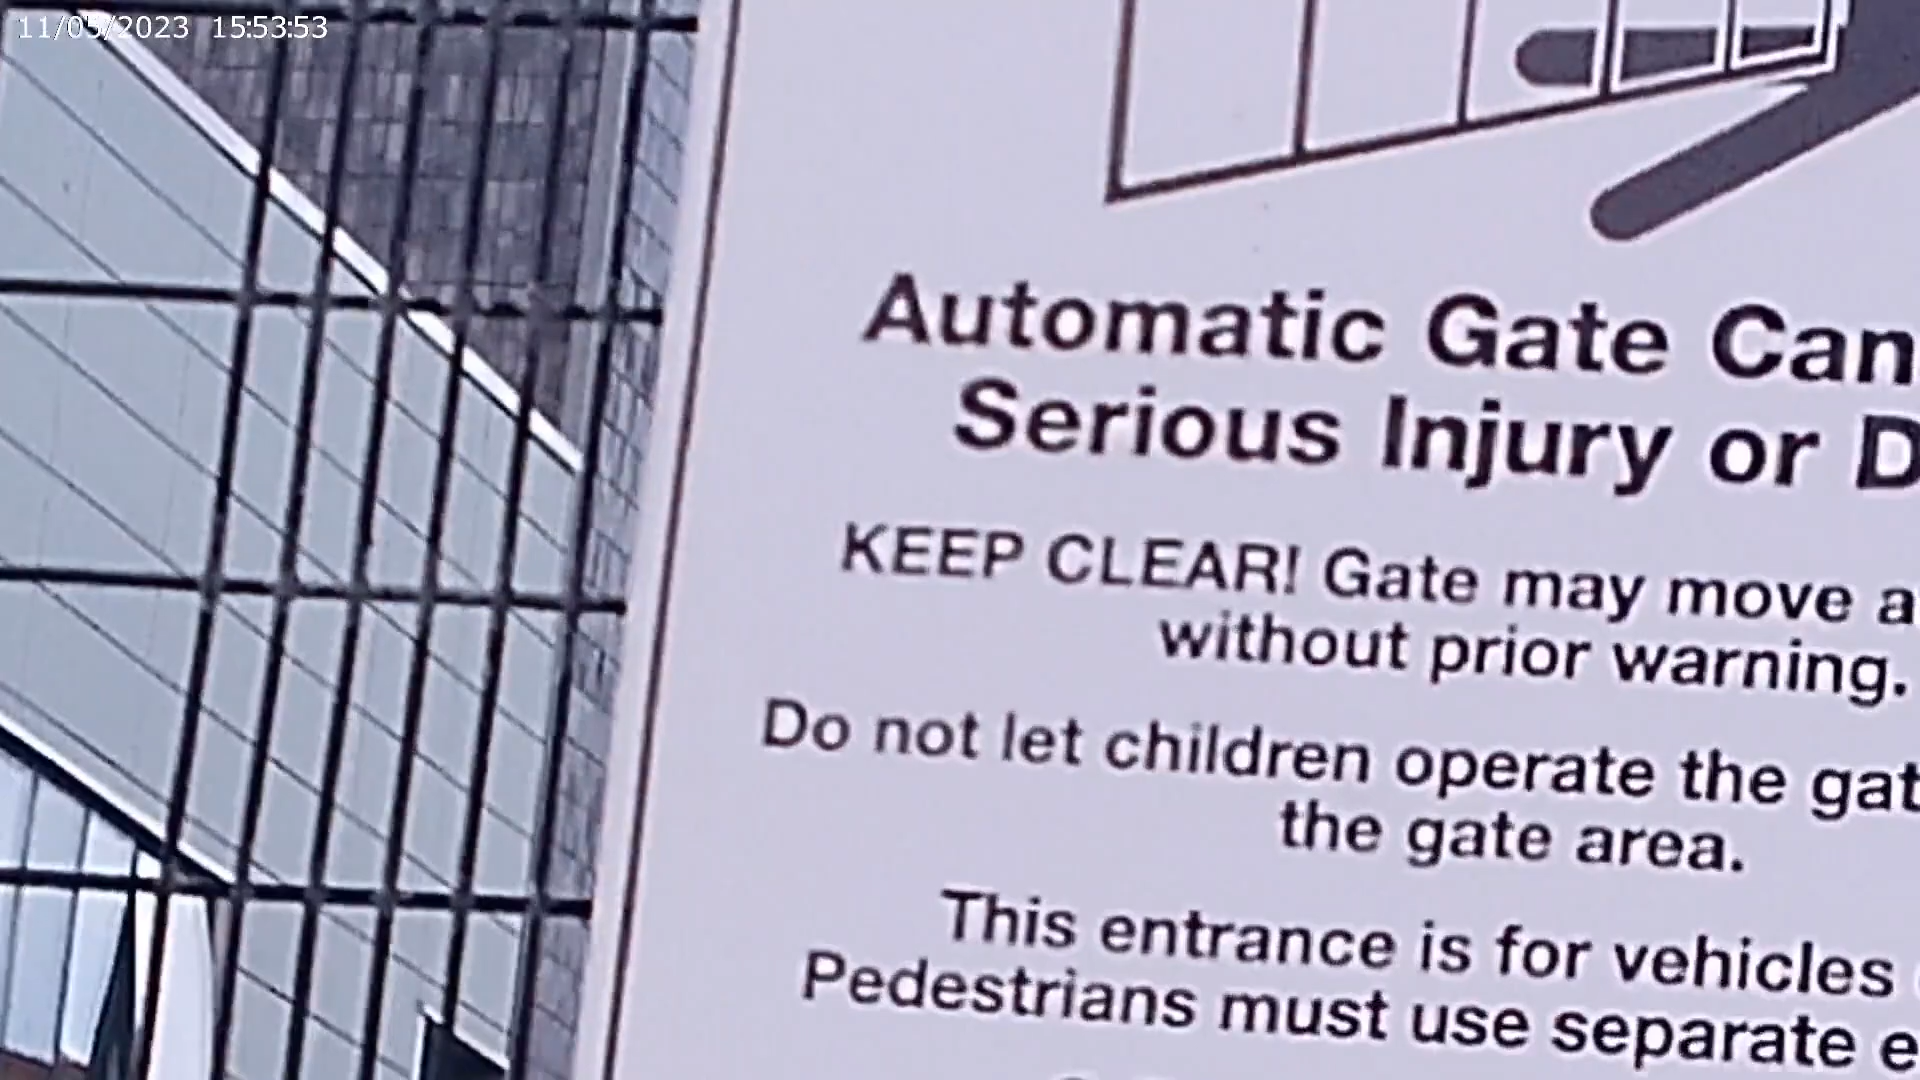 11/05/2023 15:53:53
Automatic Gate Can
Serious Injury or D
KEEP CLEAR! Gate may move a
without prior warning.
Do not let children operate the gat
the gate area.
This entrance is for vehicles
Pedestrians must use separate e